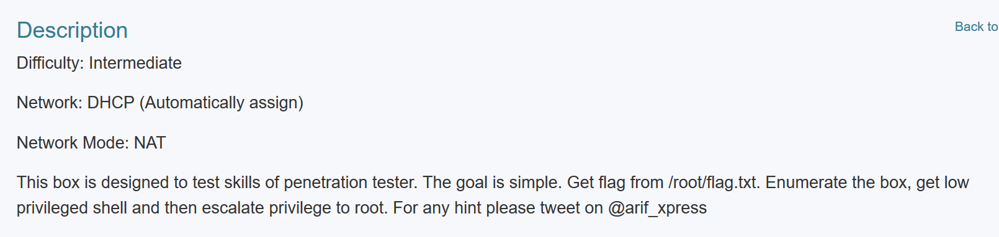 Description
Back to
Difficulty: Intermediate
Network: DHCP (Automatically assign)
Network Mode: NAT
This box is designed to test skills of penetration tester. The goal is simple. Get flag from /root/flag.txt. Enumerate the box, get low
privileged shell and then escalate privilege to root. For any hint please tweet on @arif_xpress